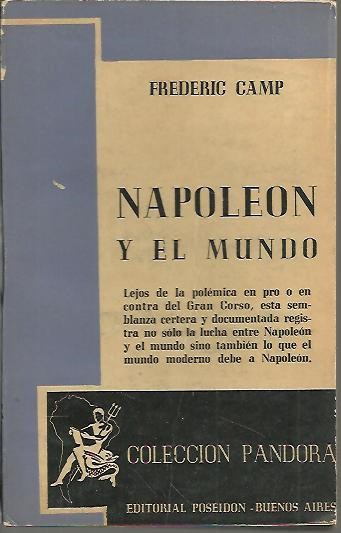 FREDERIC CAMP
NAPOLEON
Y EL MUNDO
Lejos de la polémica en pro o en
contra del Gran Corso, esta sem-
blanza certera y documentada regis-
tra no sólo la lucha entre Napoleón
y el mundo sino también lo que el
mundo moderno debe a Napoleón.
COLECCION PANDORA
EDITORIAL POSEIDON - BUENOS AIRES